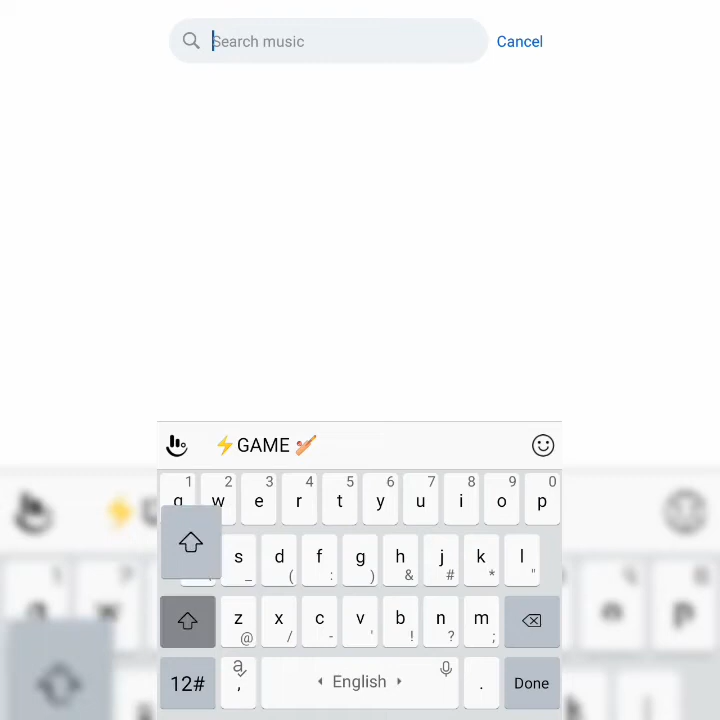 Search music Cancel
⚡GAME 🏏
1 2 3 4 5 6 7 8 9 0
q w e r t y u i o p
s d f g h j k l
_ ( : ) & # * "
z x c v b n m
@ / - ' ! ? ;
12# , English . Done